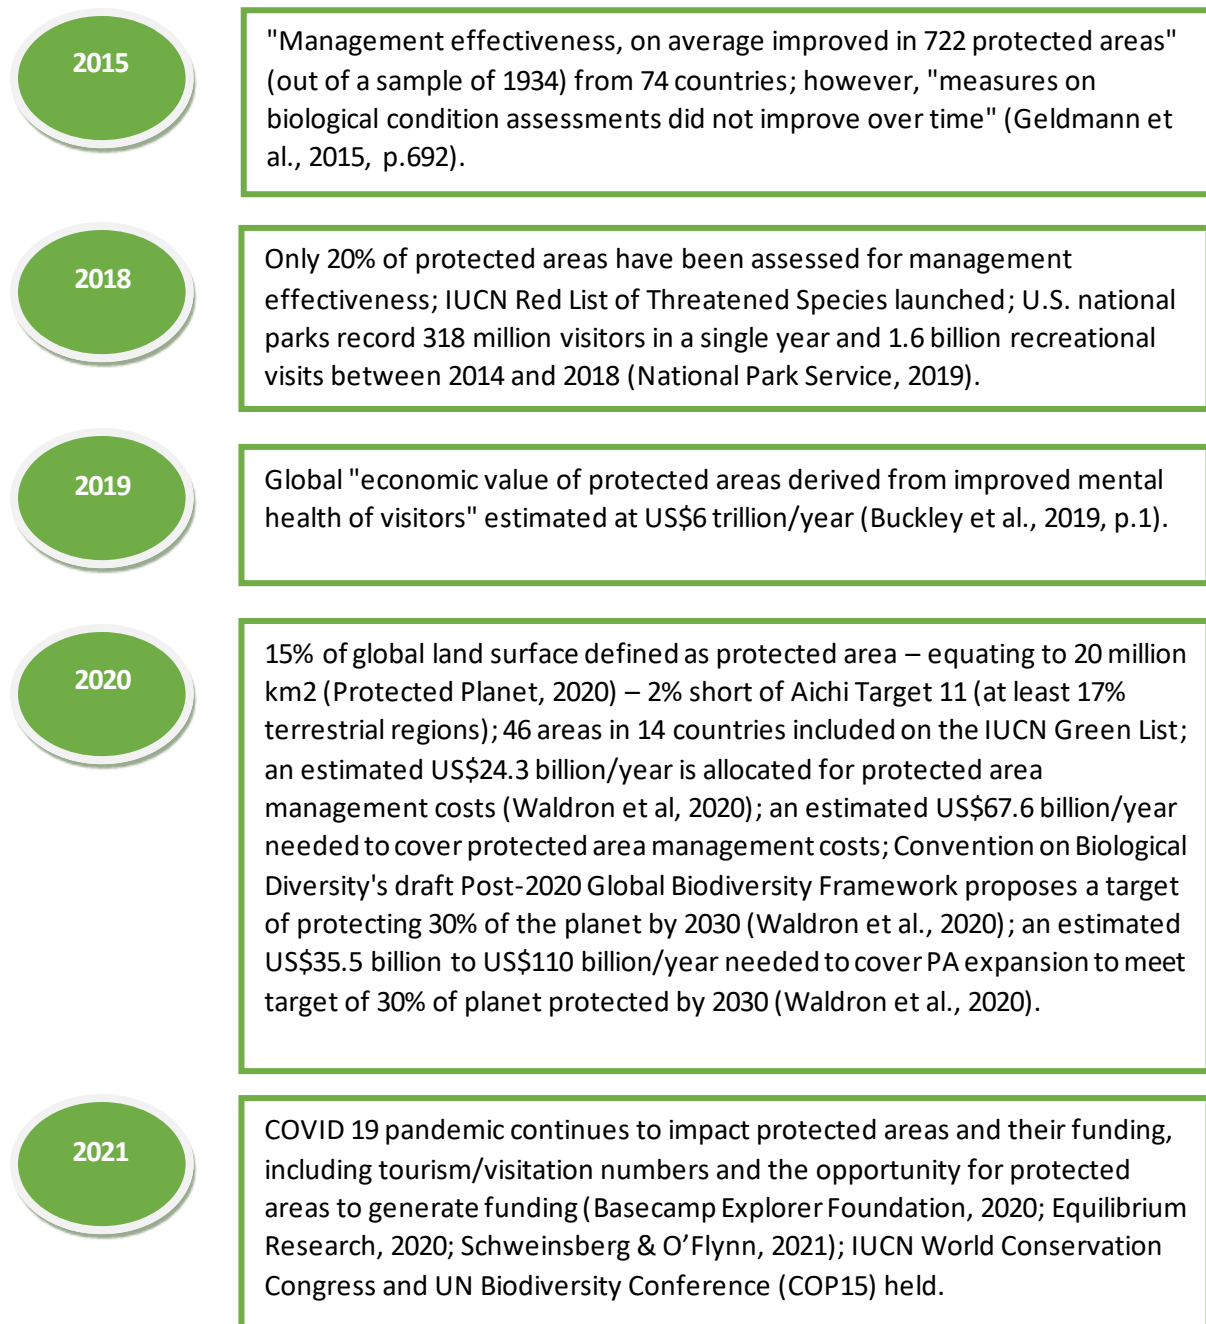 2015
"Management effectiveness, on average improved in 722 protected areas"
(out of a sample of 1934) from 74 countries; however, "measures on
biological condition assessments did not improve over time" (Geldmann et
al., 2015, p.692).
2018
Only 20% of protected areas have been assessed for management
effectiveness; IUCN Red List of Threatened Species launched; U.S. national
parks record 318 million visitors in a single year and 1.6 billion recreational
visits between 2014 and 2018 (National Park Service, 2019).
2019
Global "economic value of protected areas derived from improved mental
health of visitors" estimated at US$6 trillion/year (Buckley et al., 2019, p.1).
2020
15% of global land surface defined as protected area – equating to 20 million
km2 (Protected Planet, 2020) – 2% short of Aichi Target 11 (at least 17%
terrestrial regions); 46 areas in 14 countries included on the IUCN Green List;
an estimated US$24.3 billion/year is allocated for protected area
management costs (Waldron et al, 2020); an estimated US$67.6 billion/year
needed to cover protected area management costs; Convention on Biological
Diversity's draft Post-2020 Global Biodiversity Framework proposes a target
of protecting 30% of the planet by 2030 (Waldron et al., 2020); an estimated
US$35.5 billion to US$110 billion/year needed to cover PA expansion to meet
target of 30% of planet protected by 2030 (Waldron et al., 2020).
2021
COVID 19 pandemic continues to impact protected areas and their funding,
including tourism/visitation numbers and the opportunity for protected
areas to generate funding (Basecamp Explorer Foundation, 2020; Equilibrium
Research, 2020; Schweinsberg & O’Flynn, 2021); IUCN World Conservation
Congress and UN Biodiversity Conference (COP15) held.